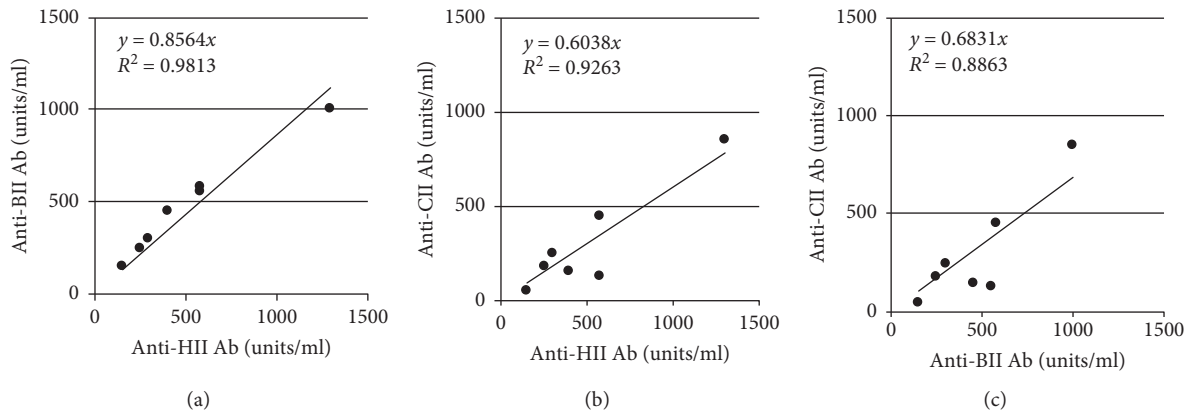 1500
1000
500
0
Anti-BII Ab (units/ml)
y = 0.8564x
R² = 0.9813
0 500 1000 1500
Anti-HII Ab (units/ml)
(a)
1500
1000
500
0
Anti-CII Ab (units/ml)
y = 0.6038x
R² = 0.9263
0 500 1000 1500
Anti-HII Ab (units/ml)
(b)
1500
1000
500
0
Anti-CII Ab (units/ml)
y = 0.6831x
R² = 0.8863
0 500 1000 1500
Anti-BII Ab (units/ml)
(c)